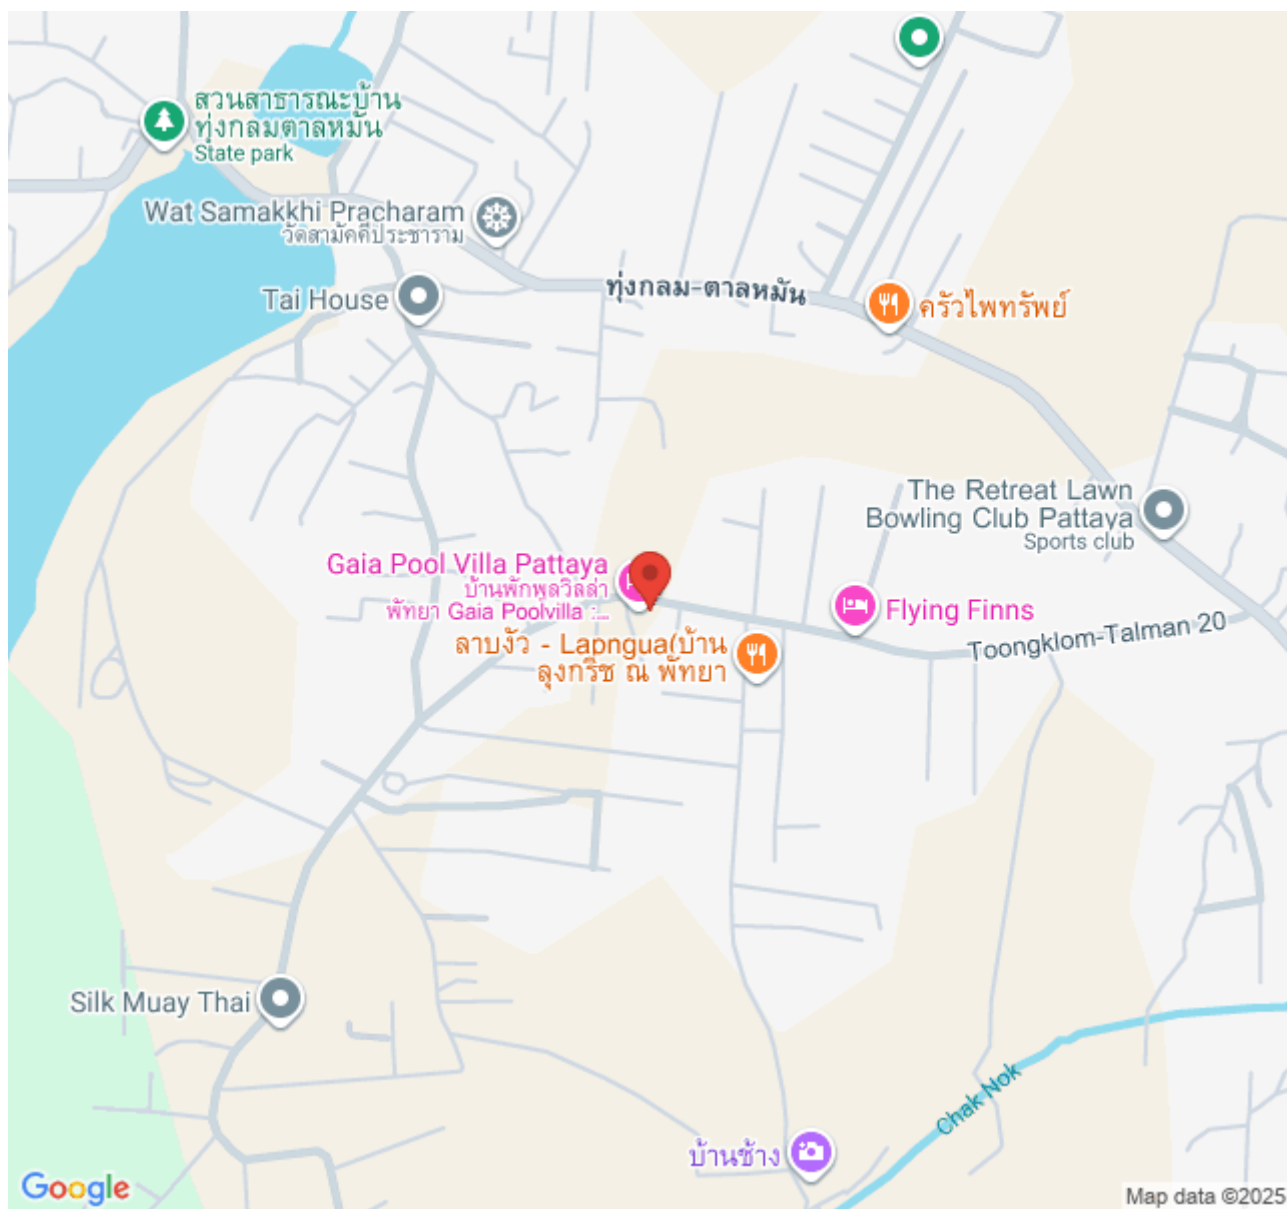 สวนสาธารณะบ้าน
ทุ่งกลมตาลหมัน
State park
Wat Samakkhi Pracharam
วัดสามัคคีประชาราม
Tai House
ทุ่งกลม-ตาลหมัน
ครัวไพทรัพย์
The Retreat Lawn
Bowling Club Pattaya
Sports club
Gaia Pool Villa Pattaya
บ้านพักพูลวิลล่า
พัทยา Gaia Poolvilla :...
Flying Finns
Toongklom-Talman 20
ลาบงัว - Lapngua(บ้าน
ลุงกริช ณ พัทยา
Silk Muay Thai
Chak Nok
บ้านช้าง
Google
Map data ©2025